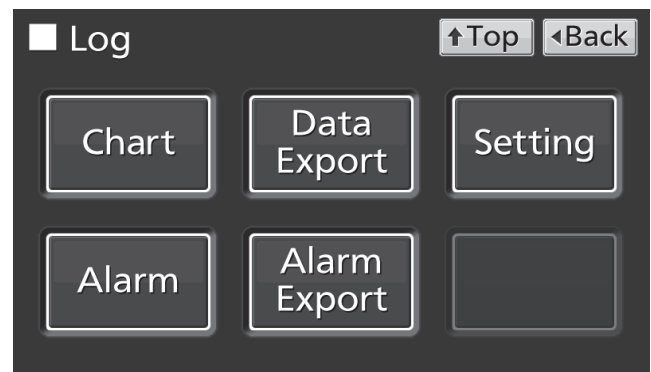 Log
↑Top
◂Back
Chart
Data
Export
Setting
Alarm
Alarm
Export